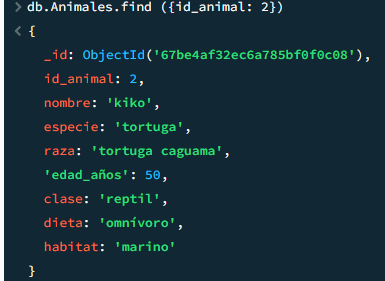 > db.Animales.find ({id_animal: 2})
< {
_id: ObjectId('67be4af32ec6a785bf0f0c08'),
id_animal: 2,
nombre: 'kiko',
especie: 'tortuga',
raza: 'tortuga caguama',
'edad_años': 50,
clase: 'reptil',
dieta: 'omnívoro',
habitat: 'marino'
}